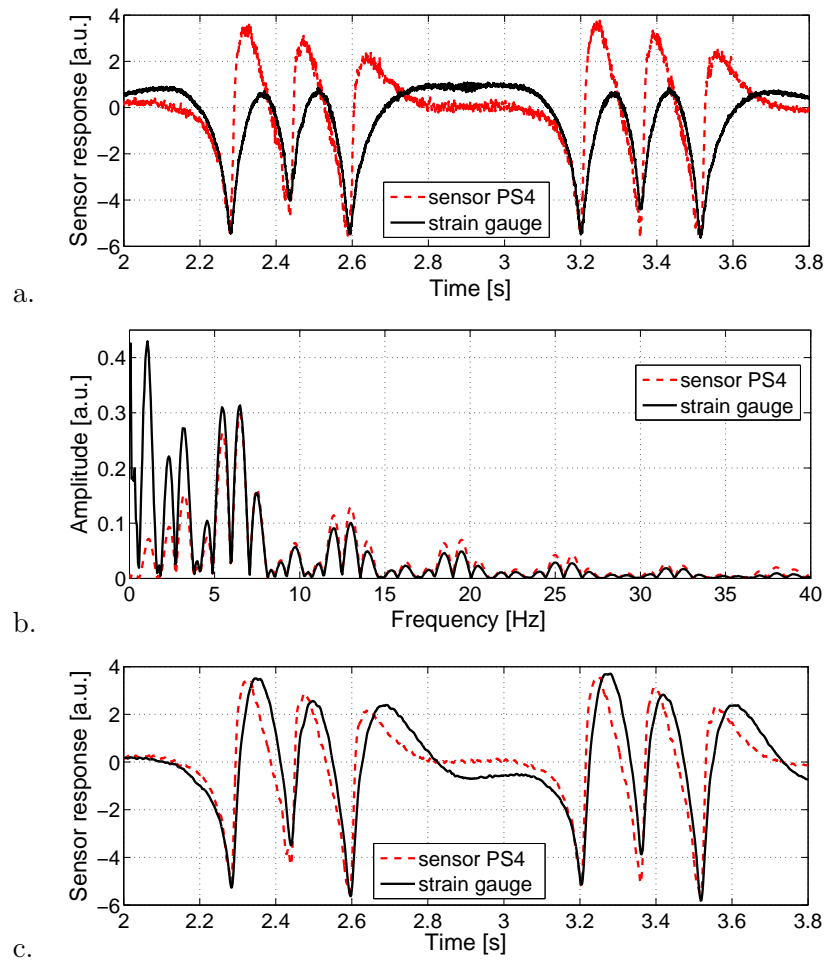 4
2
0
−2
−4
−6
Sensor response [a.u.]
sensor PS4
strain gauge
2 2.2 2.4 2.6 2.8 3 3.2 3.4 3.6 3.8
Time [s]
a.
0.4
0.3
0.2
0.1
0
Amplitude [a.u.]
sensor PS4
strain gauge
0 5 10 15 20 25 30 35 40
Frequency [Hz]
b.
4
2
0
−2
−4
−6
Sensor response [a.u.]
sensor PS4
strain gauge
2 2.2 2.4 2.6 2.8 3 3.2 3.4 3.6 3.8
Time [s]
c.